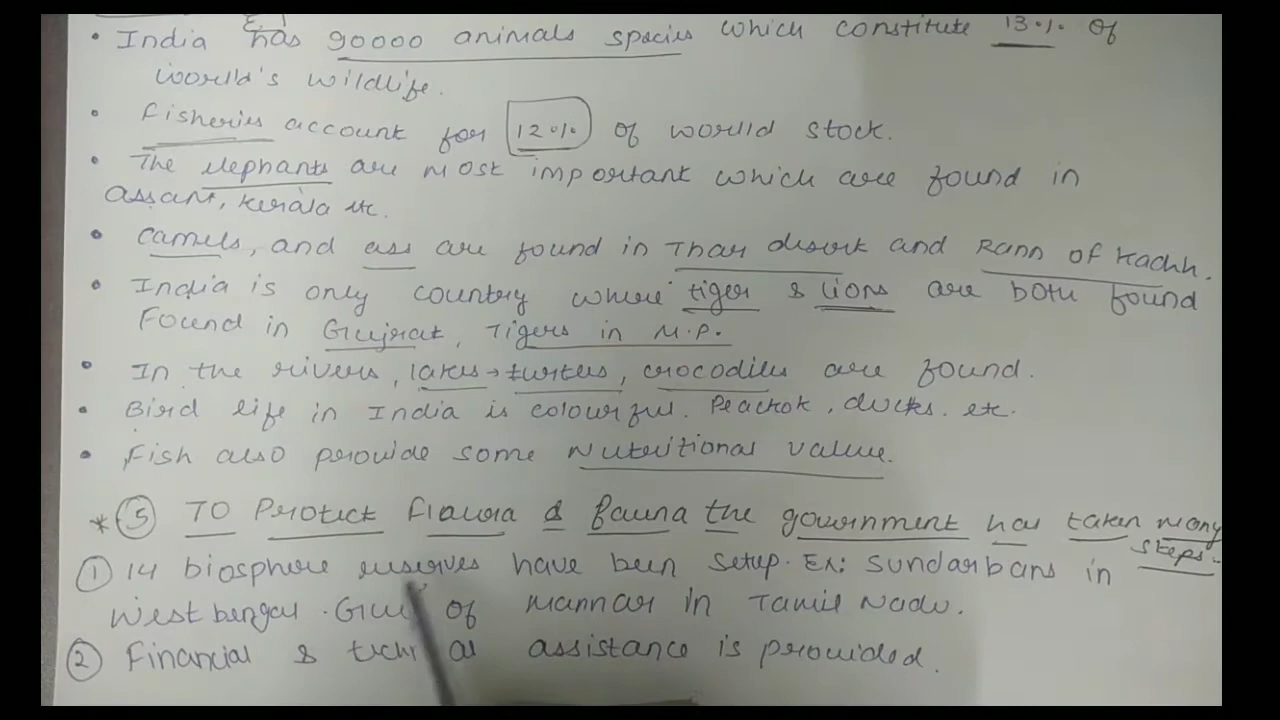 • India has 90000 animals species which constitute 13% of
world's wildlife.
• Fisheries account for 12% of world stock.
• The elephants are most important which are found in
Assam, Kerala etc.
• camels, and ass are found in Thar desert and Rann of Kachh.
• India is only country where tiger & lions are both found
Found in Gujrat, Tigers in M.P.
• In the rivers, lakes → turtles, crocodiles are found.
• Bird life in India is colourful. Peackok, ducks. etc.
• Fish also provide some Nutritional value.
* 5 TO Protect flaura & fauna the government has taken many
steps-
1 14 biosphere reserves have been setup. Ex: Sundarbans in
West bengal. of Mannar in Tamil Nadu.
2 Financial & assistance is provided.